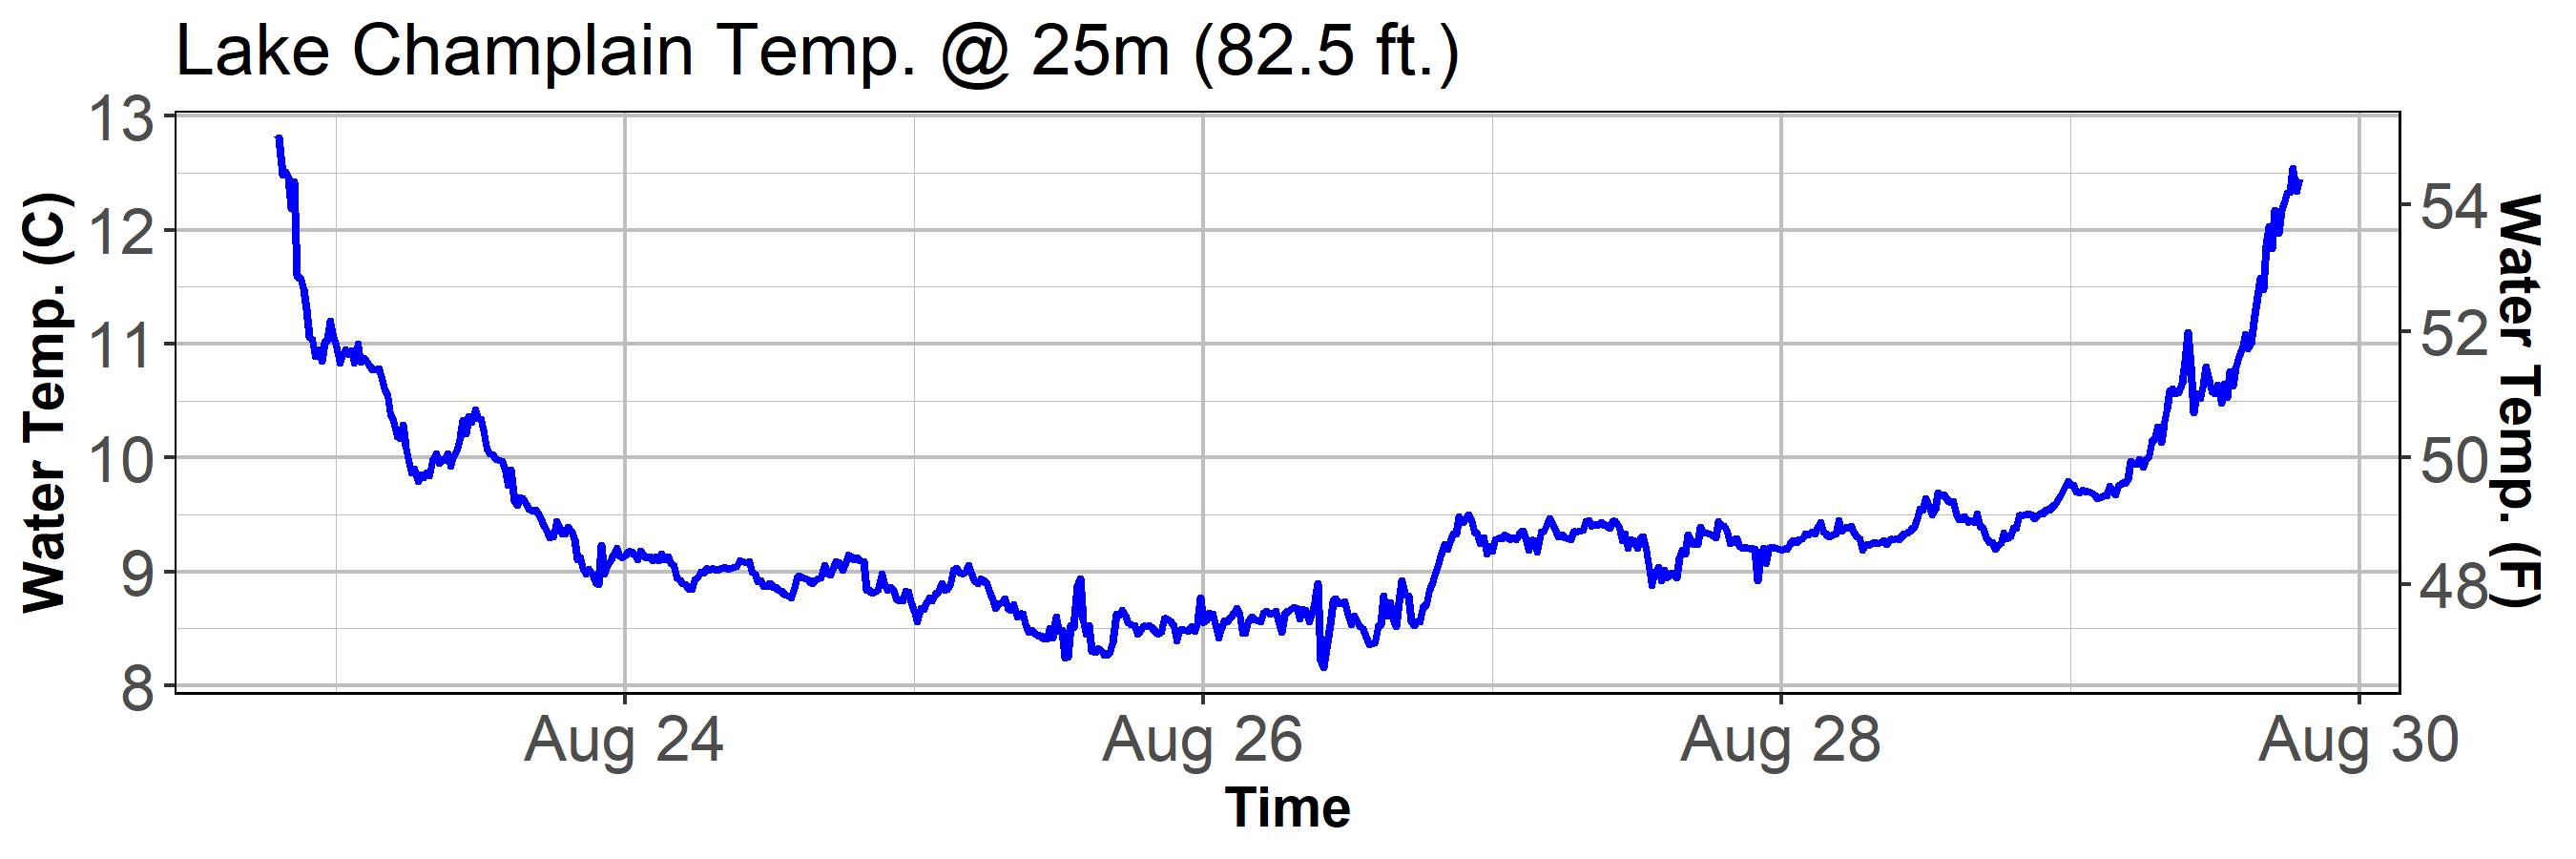 Lake Champlain Temp. @ 25m (82.5 ft.)
Water Temp. (C)
13
12
11
10
9
8
54
52
50
48
Water Temp. (F)
Aug 24 Aug 26 Aug 28 Aug 30
Time